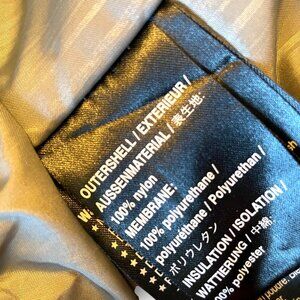 OUTERSHELL / EXTERIEUR /
AUSSENMATERIAL / 表生地:
100% nylon
MEMBRANE:
100% polyurethane /
polyurethane / Polyurethan /
ポリウレタン
INSULATION / ISOLATION /
WATTIERUNG / 中綿:
100% polyester